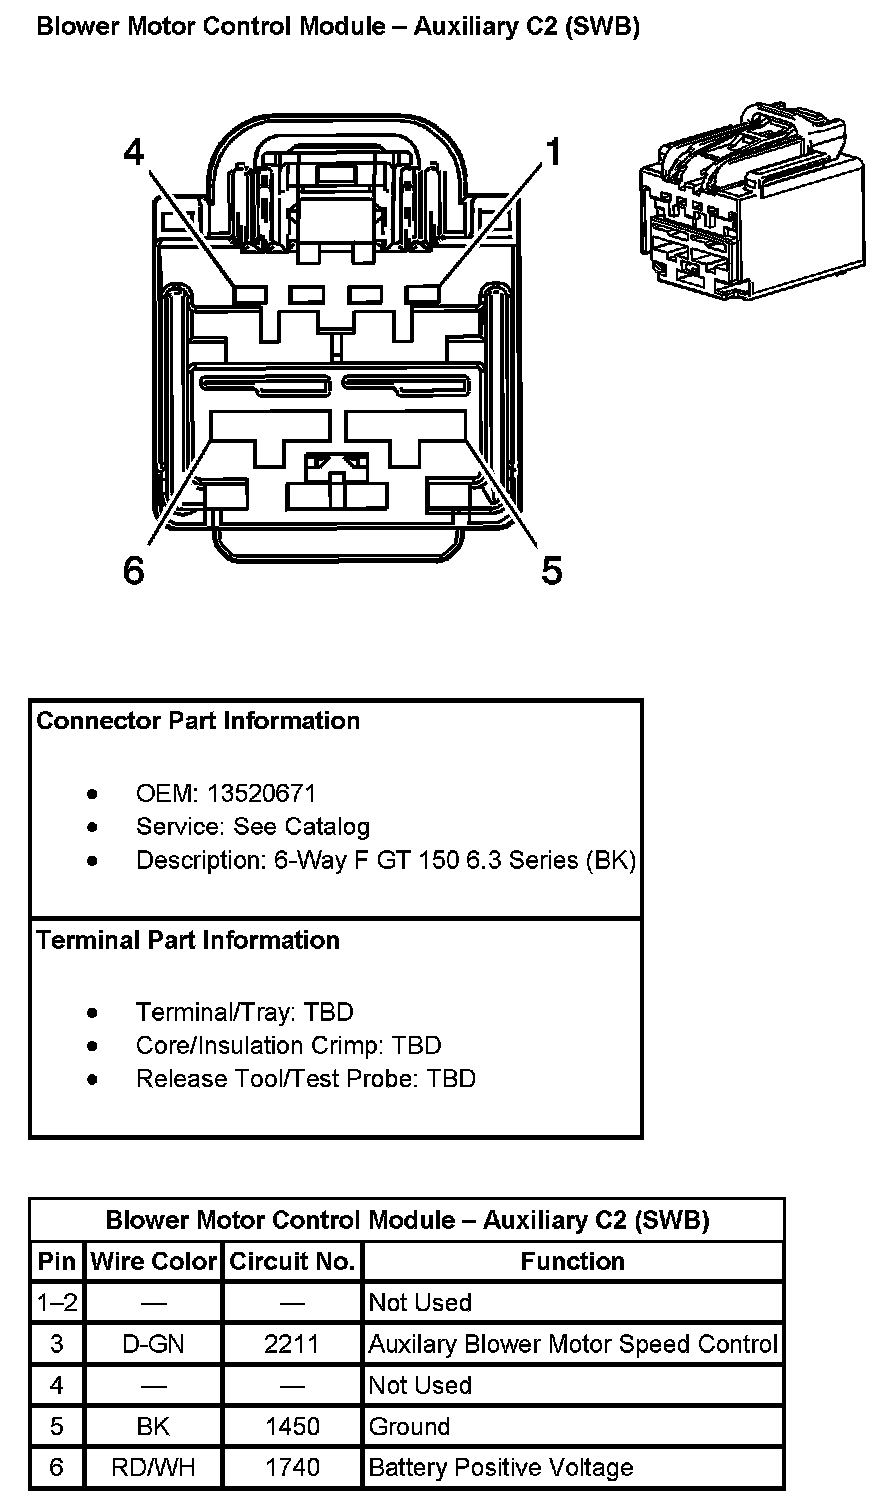 Blower Motor Control Module – Auxiliary C2 (SWB)
4
1
6
5
Connector Part Information
• OEM: 13520671
• Service: See Catalog
• Description: 6-Way F GT 150 6.3 Series (BK)
Terminal Part Information
• Terminal/Tray: TBD
• Core/Insulation Crimp: TBD
• Release Tool/Test Probe: TBD
Blower Motor Control Module – Auxiliary C2 (SWB)
Pin Wire Color Circuit No. Function
1–2 — — Not Used
3 D-GN 2211 Auxilary Blower Motor Speed Control
4 — — Not Used
5 BK 1450 Ground
6 RD/WH 1740 Battery Positive Voltage